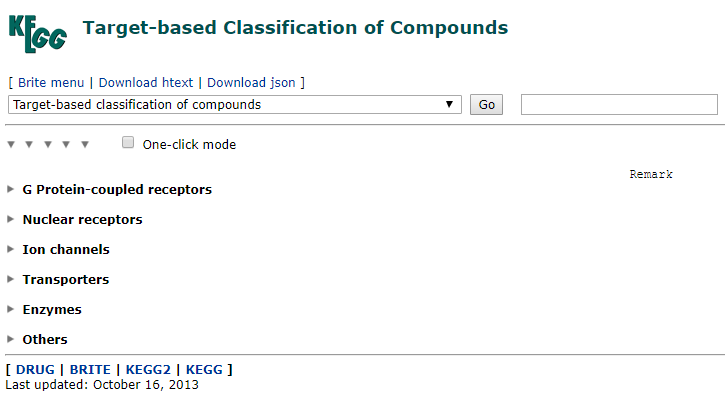 KEGG Target-based Classification of Compounds
[ Brite menu | Download htext | Download json ]
Target-based classification of compounds ▼ Go
▼ ▼ ▼ ▼ ▼ One-click mode
Remark
▶ G Protein-coupled receptors
▶ Nuclear receptors
▶ Ion channels
▶ Transporters
▶ Enzymes
▶ Others
[ DRUG | BRITE | KEGG2 | KEGG ]
Last updated: October 16, 2013